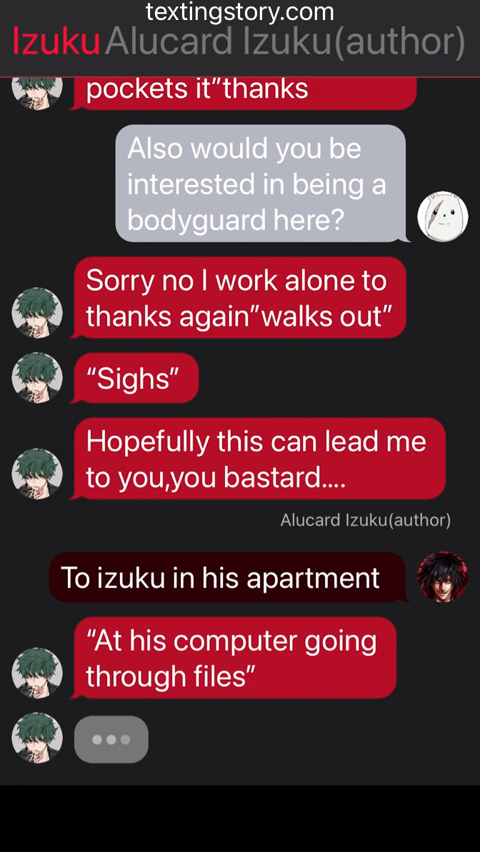 textingstory.com
Izuku Alucard Izuku(author)
pockets it”thanks
Also would you be
interested in being a
bodyguard here?
Sorry no I work alone to
thanks again”walks out”
“Sighs”
Hopefully this can lead me
to you,you bastard....
Alucard Izuku(author)
To izuku in his apartment
“At his computer going
through files”